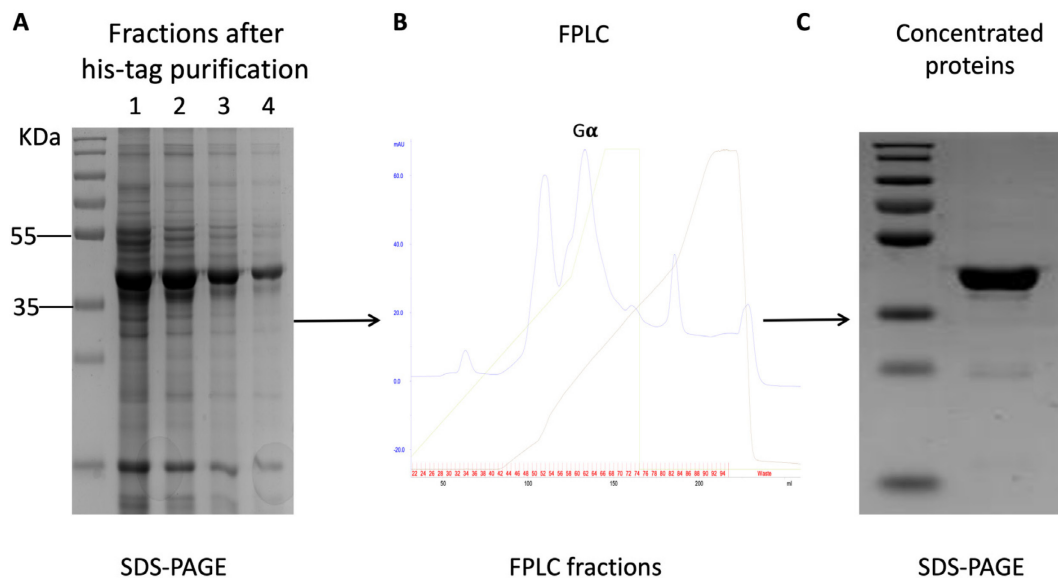 A
Fractions after
his-tag purification
1 2 3 4
KDa
55
35
SDS-PAGE
B
FPLC
Gα
mAU
60.0
40.0
20.0
0.0
-20.0
22 24 26 28 30 32 34 36 38 40 42 44 46 48 50 52 54 56 58 60 62 64 66 68 70 72 74 76 78 80 82 84 86 88 90 92 94 Waste
50 100 150 200 ml
FPLC fractions
C
Concentrated
proteins
SDS-PAGE